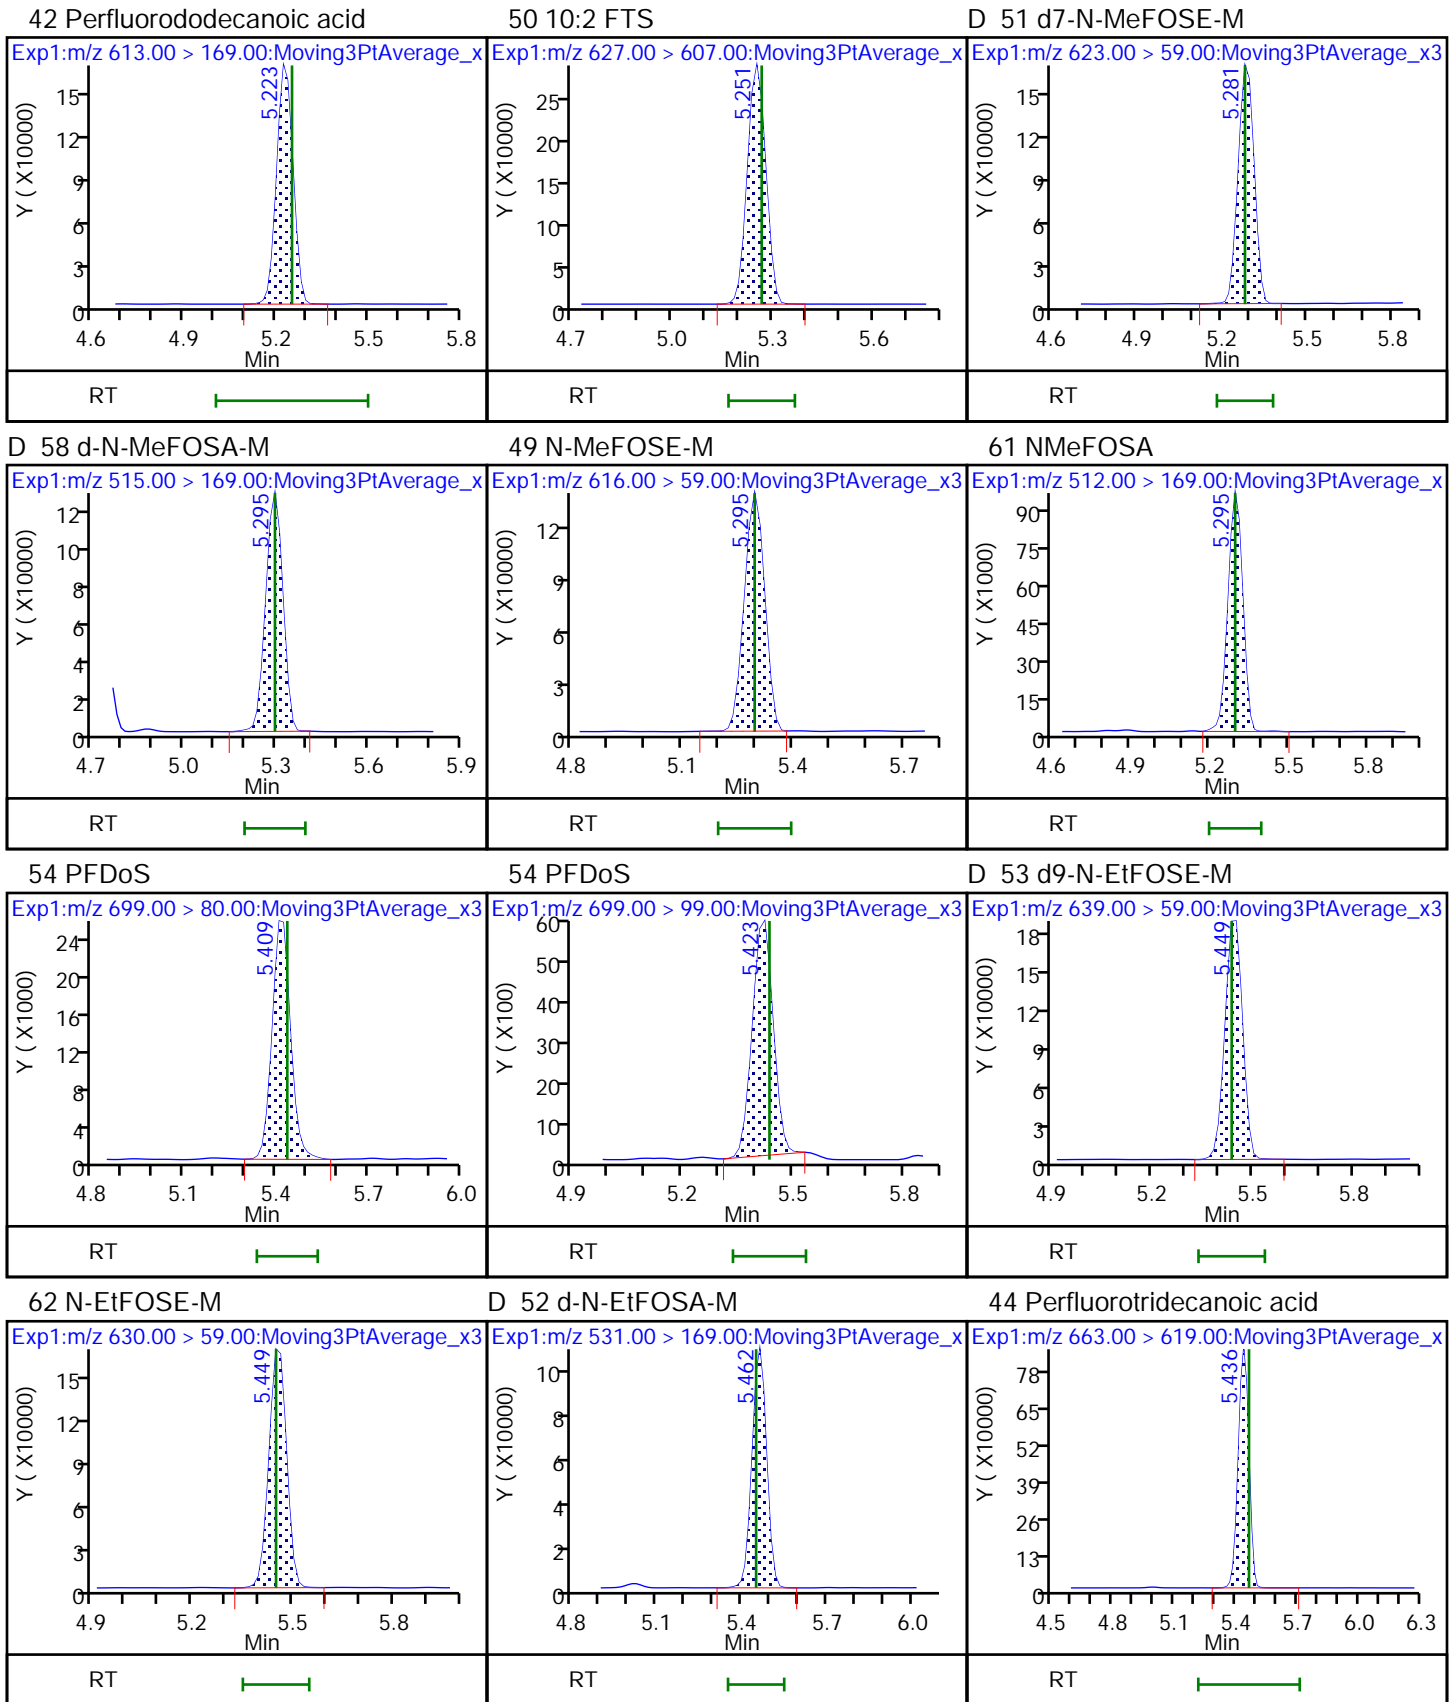 42 Perfluorododecanoic acid
Exp1:m/z 613.00 > 169.00:Moving3PtAverage_x
5.223
Y ( X10000)
15
12
9
6
3
0
4.6 4.9 5.2 5.5 5.8
Min
RT
50 10:2 FTS
Exp1:m/z 627.00 > 607.00:Moving3PtAverage_x
5.251
Y ( X10000)
25
20
15
10
5
0
4.7 5.0 5.3 5.6
Min
RT
D 51 d7-N-MeFOSE-M
Exp1:m/z 623.00 > 59.00:Moving3PtAverage_x3
5.281
Y ( X10000)
15
12
9
6
3
0
4.6 4.9 5.2 5.5 5.8
Min
RT
D 58 d-N-MeFOSA-M
Exp1:m/z 515.00 > 169.00:Moving3PtAverage_x
5.295
Y ( X10000)
12
10
8
6
4
2
0
4.7 5.0 5.3 5.6 5.9
Min
RT
49 N-MeFOSE-M
Exp1:m/z 616.00 > 59.00:Moving3PtAverage_x3
5.295
Y ( X10000)
12
9
6
3
0
4.8 5.1 5.4 5.7
Min
RT
61 NMeFOSA
Exp1:m/z 512.00 > 169.00:Moving3PtAverage_x
5.295
Y ( X1000)
90
75
60
45
30
15
0
4.6 4.9 5.2 5.5 5.8
Min
RT
54 PFDoS
Exp1:m/z 699.00 > 80.00:Moving3PtAverage_x3
5.409
Y ( X1000)
24
20
16
12
8
4
0
4.8 5.1 5.4 5.7 6.0
Min
RT
54 PFDoS
Exp1:m/z 699.00 > 99.00:Moving3PtAverage_x3
5.423
Y ( X100)
60
50
40
30
20
10
0
4.9 5.2 5.5 5.8
Min
RT
D 53 d9-N-EtFOSE-M
Exp1:m/z 639.00 > 59.00:Moving3PtAverage_x3
5.449
Y ( X10000)
18
15
12
9
6
3
0
4.9 5.2 5.5 5.8
Min
RT
62 N-EtFOSE-M
Exp1:m/z 630.00 > 59.00:Moving3PtAverage_x3
5.449
Y ( X10000)
15
12
9
6
3
0
4.9 5.2 5.5 5.8
Min
RT
D 52 d-N-EtFOSA-M
Exp1:m/z 531.00 > 169.00:Moving3PtAverage_x
5.462
Y ( X10000)
10
8
6
4
2
0
4.8 5.1 5.4 5.7 6.0
Min
RT
44 Perfluorotridecanoic acid
Exp1:m/z 663.00 > 619.00:Moving3PtAverage_x
5.436
Y ( X10000)
78
65
52
39
26
13
0
4.5 4.8 5.1 5.4 5.7 6.0 6.3
Min
RT